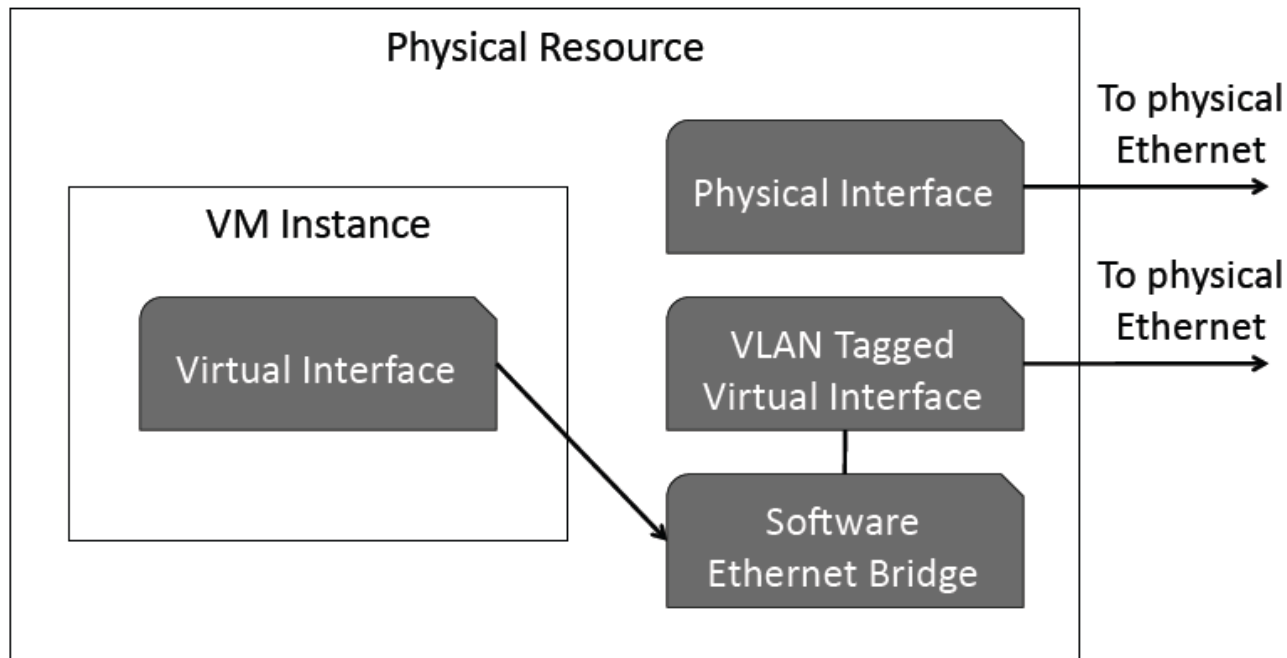 Physical Resource
To physical
Ethernet
Physical Interface
VM Instance
To physical
Ethernet
Virtual Interface
VLAN Tagged
Virtual Interface
Software
Ethernet Bridge